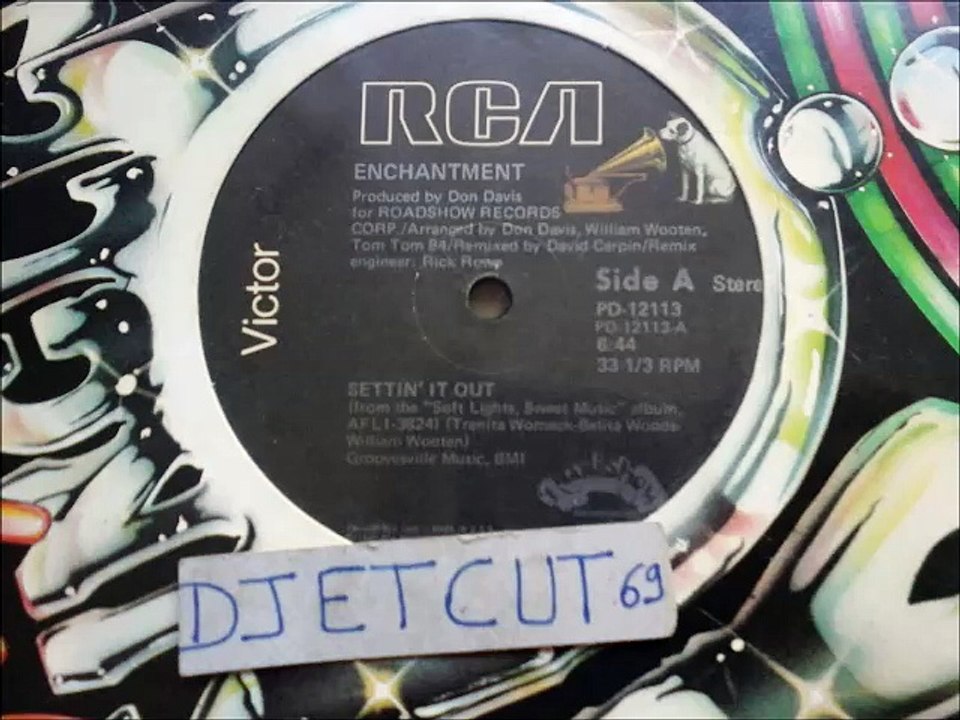 RCA
ENCHANTMENT
Produced by Don Davis
for ROADSHOW RECORDS
CORP./Arranged by Don Davis, William Wooten,
Tom Tom 84/Remixed by David Carpin/Remix
engineer: Rick Rowe
Victor
Side A Stereo
PD-12113
PD-12113-A
6:44
33 1/3 RPM
SETTIN' IT OUT
(from the "Soft Lights, Sweet Music" album,
AFL1-3824) (Tranita Womack-Belita Woods-
William Wooten)
Groovesville Music, BMI
DJETCUT 69